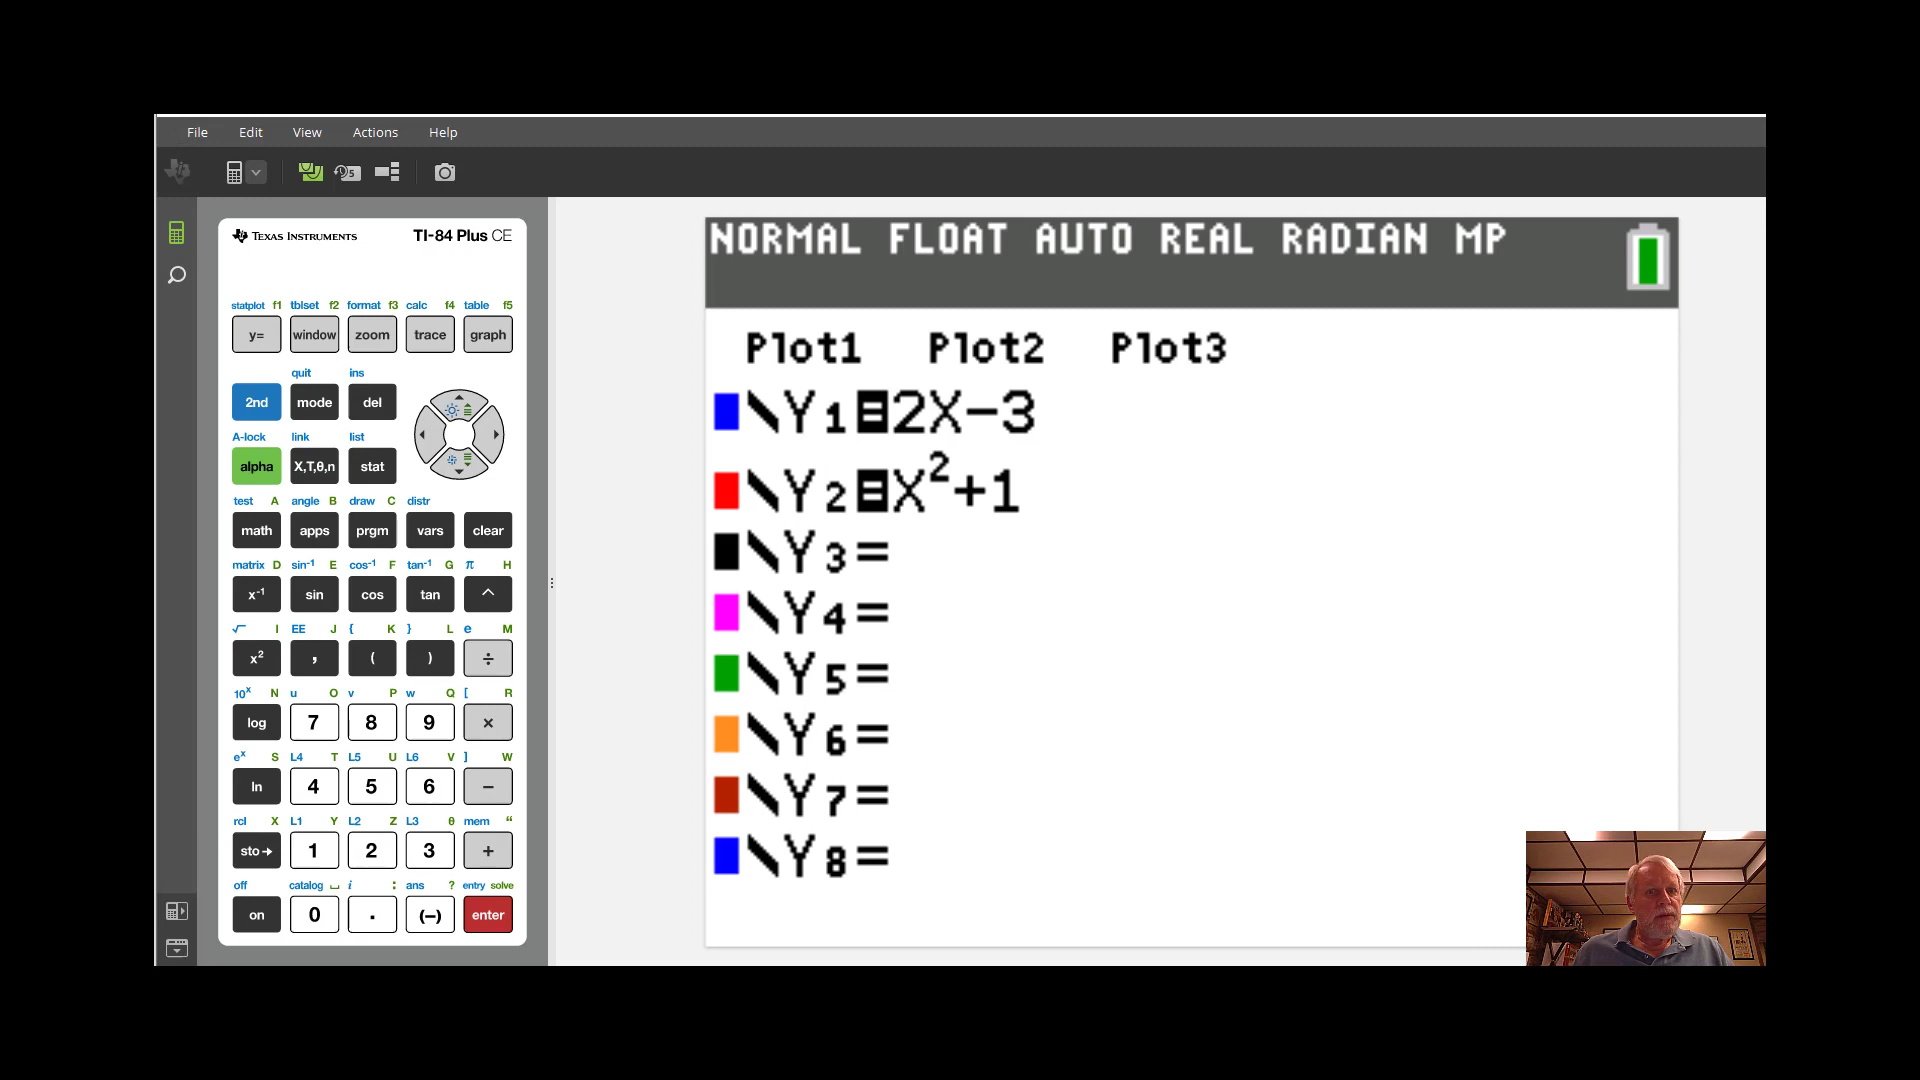 File Edit View Actions Help
TEXAS INSTRUMENTS TI-84 Plus CE
statplot f1 tblset f2 format f3 calc f4 table f5
y= window zoom trace graph
quit ins
2nd mode del
A-lock link list
alpha X,T,θ,n stat
test A angle B draw C distr
math apps prgm vars clear
matrix D sin⁻¹ E cos⁻¹ F tan⁻¹ G π H
x⁻¹ sin cos tan ^
√ I EE J { K } L e M
x² , ( ) ÷
10ˣ N u O v P w Q [ R
log 7 8 9 ×
eˣ S L4 T L5 U L6 V ] W
ln 4 5 6 −
rcl X L1 Y L2 Z L3 θ mem “
sto→ 1 2 3 +
off catalog ⎵ i : ans ? entry solve
on 0 . (−) enter
NORMAL FLOAT AUTO REAL RADIAN MP
Plot1 Plot2 Plot3
\Y1=2X−3
\Y2=X²+1
\Y3=
\Y4=
\Y5=
\Y6=
\Y7=
\Y8=